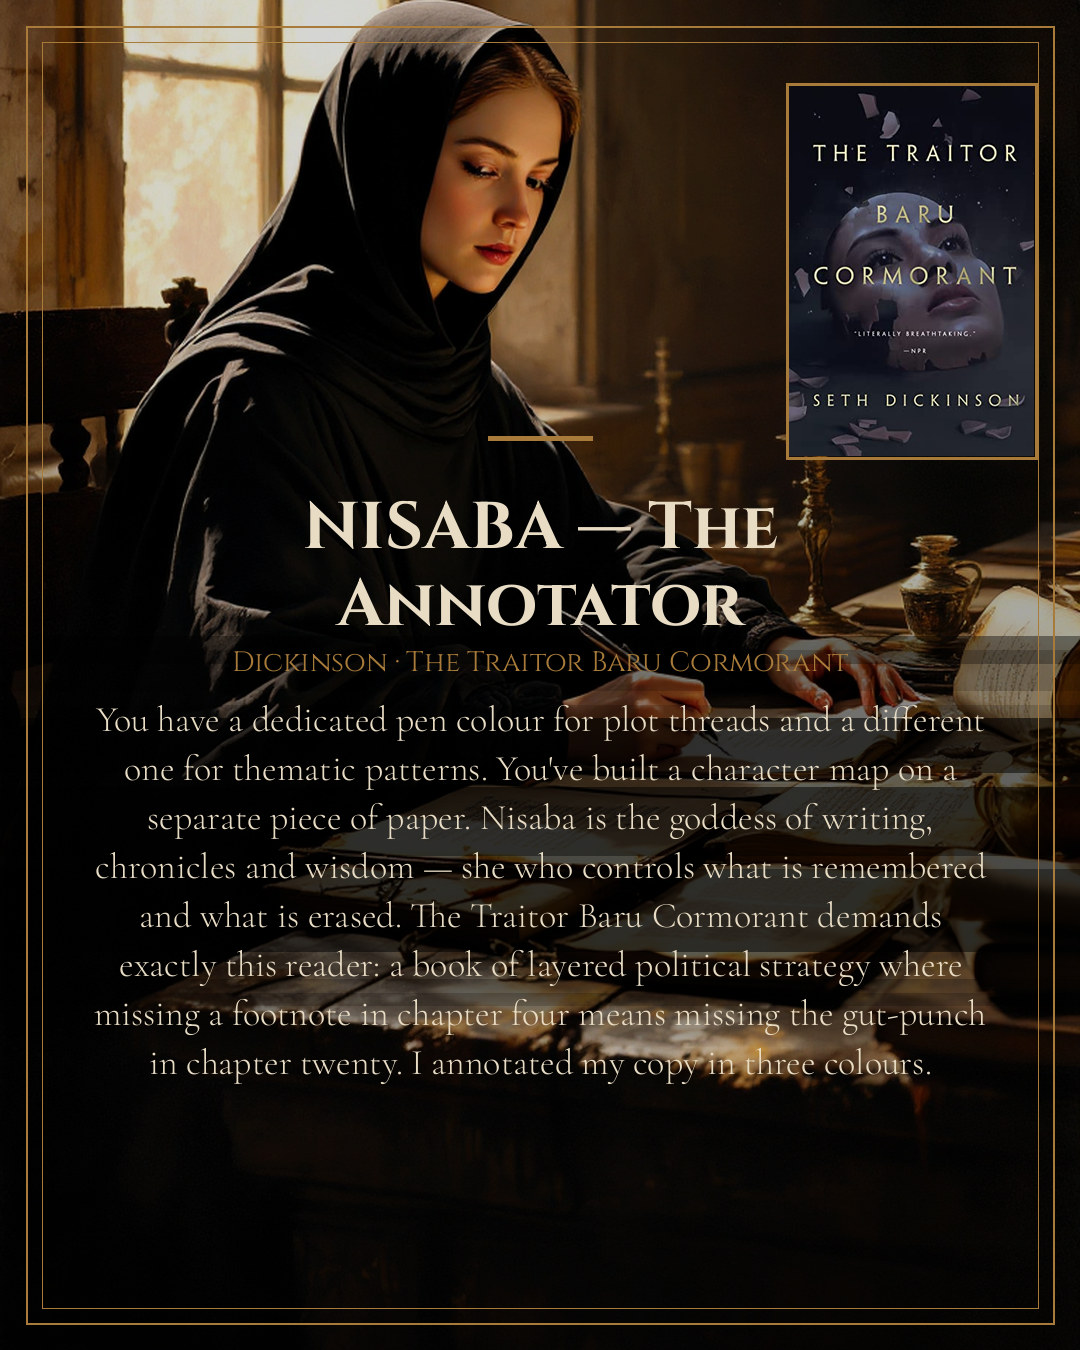 THE TRAITOR
BARU
CORMORANT
"LITERALLY BREATHTAKING."
—NPR
SETH DICKINSON
NISABA — The
Annotator
Dickinson · The Traitor Baru Cormorant
You have a dedicated pen colour for plot threads and a different
one for thematic patterns. You've built a character map on a
separate piece of paper. Nisaba is the goddess of writing,
chronicles and wisdom — she who controls what is remembered
and what is erased. The Traitor Baru Cormorant demands
exactly this reader: a book of layered political strategy where
missing a footnote in chapter four means missing the gut-punch
in chapter twenty. I annotated my copy in three colours.